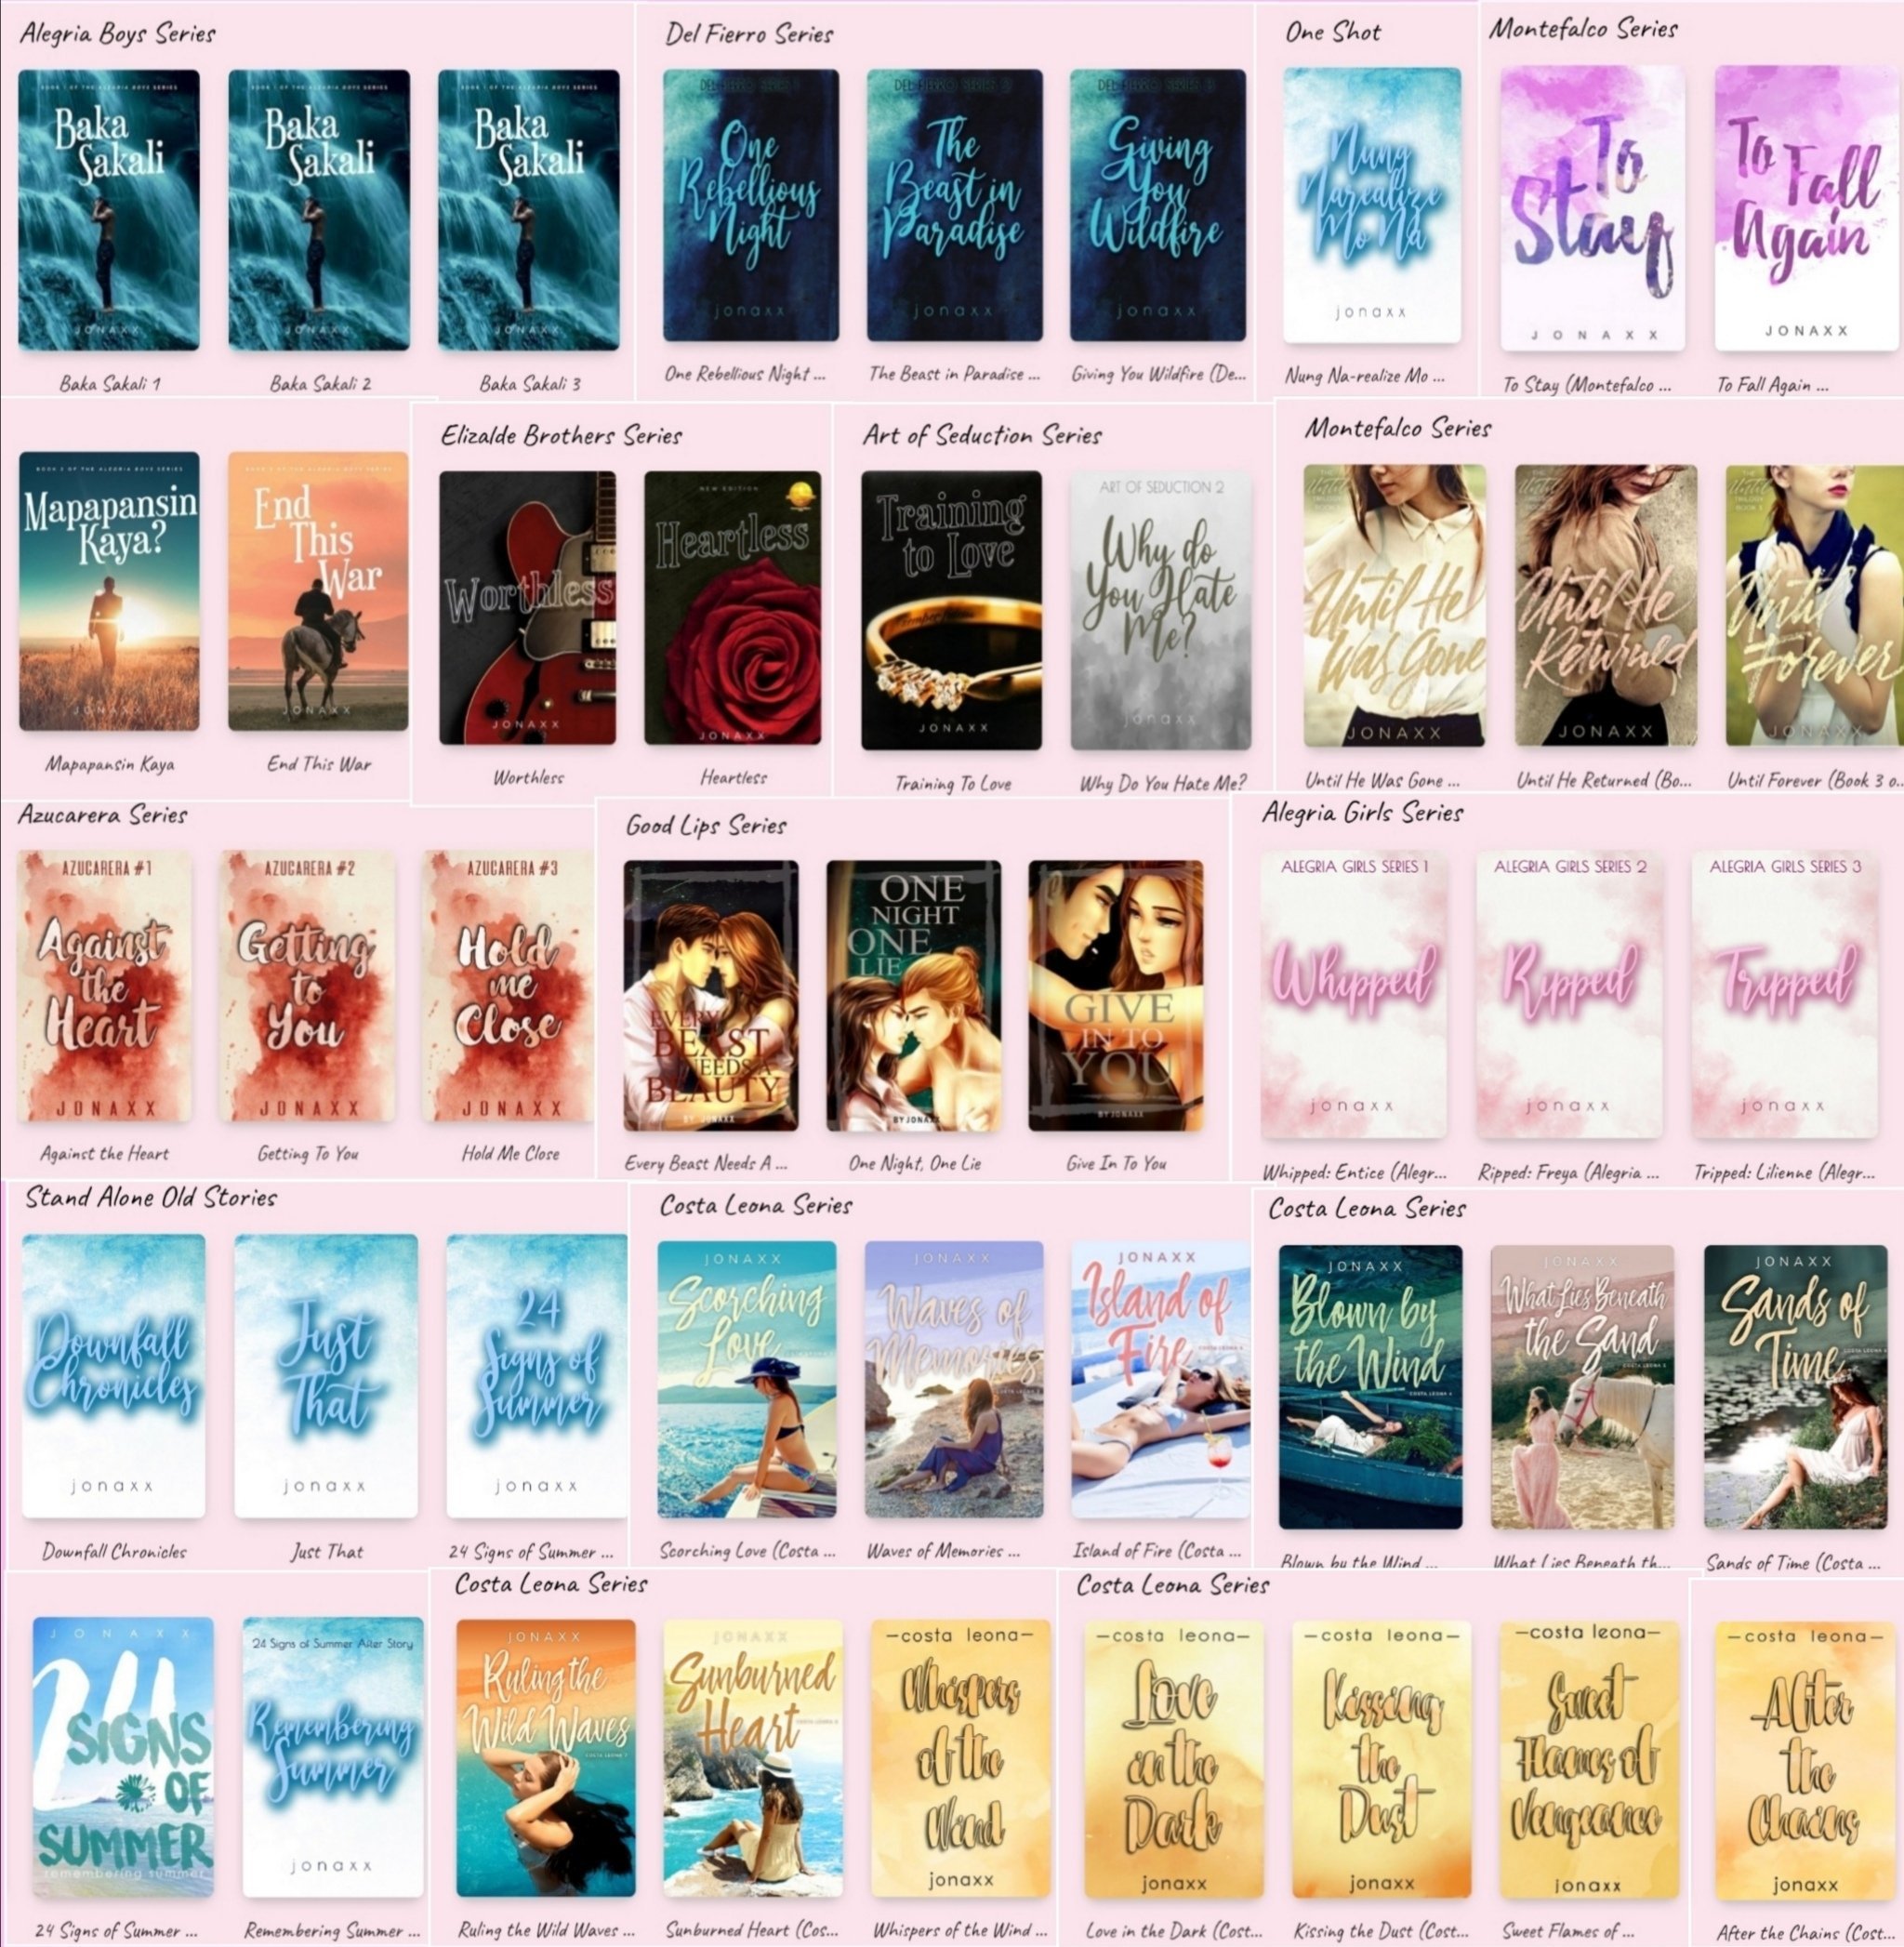 Alegria Boys Series
BOOK 1 OF THE ALEGRIA BOYS SERIES
Baka
Sakali
JONAXX
Baka Sakali 1
BOOK 1 OF THE ALEGRIA BOYS SERIES
Baka
Sakali
JONAXX
Baka Sakali 2
BOOK 1 OF THE ALEGRIA BOYS SERIES
Baka
Sakali
JONAXX
Baka Sakali 3
Del Fierro Series
DEL FIERRO SERIES 1
One
Rebellious
Night
jonaxx
One Rebellious Night ...
DEL FIERRO SERIES
The
Beast in
Paradise
jonaxx
The Beast in Paradise ...
DEL FIERRO SERIES
Giving
You
Wildfire
jonaxx
Giving You Wildfire (De...
One Shot
Nung
Narealize
Mo Na
jonaxx
Nung Na-realize Mo ...
Montefalco Series
To
Stay
JONAXX
To Stay (Montefalco ...
To
Fall
Again
JONAXX
To Fall Again ...
BOOK 2 OF THE ALEGRIA BOYS SERIES
Mapapansin
Kaya?
JONAXX
Mapapansin Kaya
BOOK 3 OF THE ALEGRIA BOYS SERIES
End
This
War
JONAXX
End This War
Elizalde Brothers Series
Worthless
JONAXX
Worthless
NEW EDITION
Heartless
JONAXX
Heartless
Art of Seduction Series
Training
to Love
JONAXX
Training To Love
ART OF SEDUCTION 2
Why do
You Hate
Me?
jonaxx
Why Do You Hate Me?
Montefalco Series
THE
Until
Until He
Was Gone
JONAXX
Until He Was Gone ...
THE
Until
Until He
Returned
JONAXX
Until He Returned (Bo...
THE
Until
TRILOGY
BOOK 3
Until
Forever
JONAXX
Until Forever (Book 3 o...
Azucarera Series
AZUCARERA #1
Against
the
Heart
JONAXX
Against the Heart
AZUCARERA #2
Getting
to
You
JONAXX
Getting To You
AZUCARERA #3
Hold
me
Close
JONAXX
Hold Me Close
Good Lips Series
EVERY
BEAST
NEEDS A
BEAUTY
BY JONAXX
Every Beast Needs A ...
ONE
NIGHT
ONE
LIE
BY JONAXX
One Night, One Lie
GIVE
IN TO
YOU
BY JONAXX
Give In To You
Alegria Girls Series
ALEGRIA GIRLS SERIES 1
Whipped
jonaxx
Whipped: Entice (Alegr...
ALEGRIA GIRLS SERIES 2
Ripped
jonaxx
Ripped: Freya (Alegria ...
ALEGRIA GIRLS SERIES 3
Tripped
jonaxx
Tripped: Lilienne (Alegr...
Stand Alone Old Stories
Downfall
Chronicles
jonaxx
Downfall Chronicles
Just
That
jonaxx
Just That
24
Signs of
Summer
jonaxx
24 Signs of Summer ...
Costa Leona Series
JONAXX
Scorching
Love
Scorching Love (Costa ...
JONAXX
Waves of
Memories
Waves of Memories ...
JONAXX
Island of
Fire
Island of Fire (Costa ...
Costa Leona Series
JONAXX
Blown by
the Wind
COSTA LEONA 4
Blown by the Wind ...
JONAXX
What Lies Beneath
the Sand
COSTA LEONA 5
What Lies Beneath th...
JONAXX
Sands of
Time
COSTA LEONA 6
Sands of Time (Costa ...
JONAXX
24
SIGNS
OF
SUMMER
remembering summer
24 Signs of Summer ...
24 Signs of Summer After Story
Remembering
Summer
jonaxx
Remembering Summer ...
Costa Leona Series
JONAXX
Ruling the
Wild Waves
COSTA LEONA 7
Ruling the Wild Waves ...
JONAXX
Sunburned
Heart
COSTA LEONA 8
Sunburned Heart (Cos...
—costa leona—
Whispers
of the
Wind
jonaxx
Whispers of the Wind ...
Costa Leona Series
—costa leona—
Love
in the
Dark
jonaxx
Love in the Dark (Cost...
—costa leona—
Kissing
the
Dust
jonaxx
Kissing the Dust (Cost...
—costa leona—
Sweet
Flames of
Vengeance
jonaxx
Sweet Flames of ...
—costa leona—
After
the
Chains
jonaxx
After the Chains (Cost...